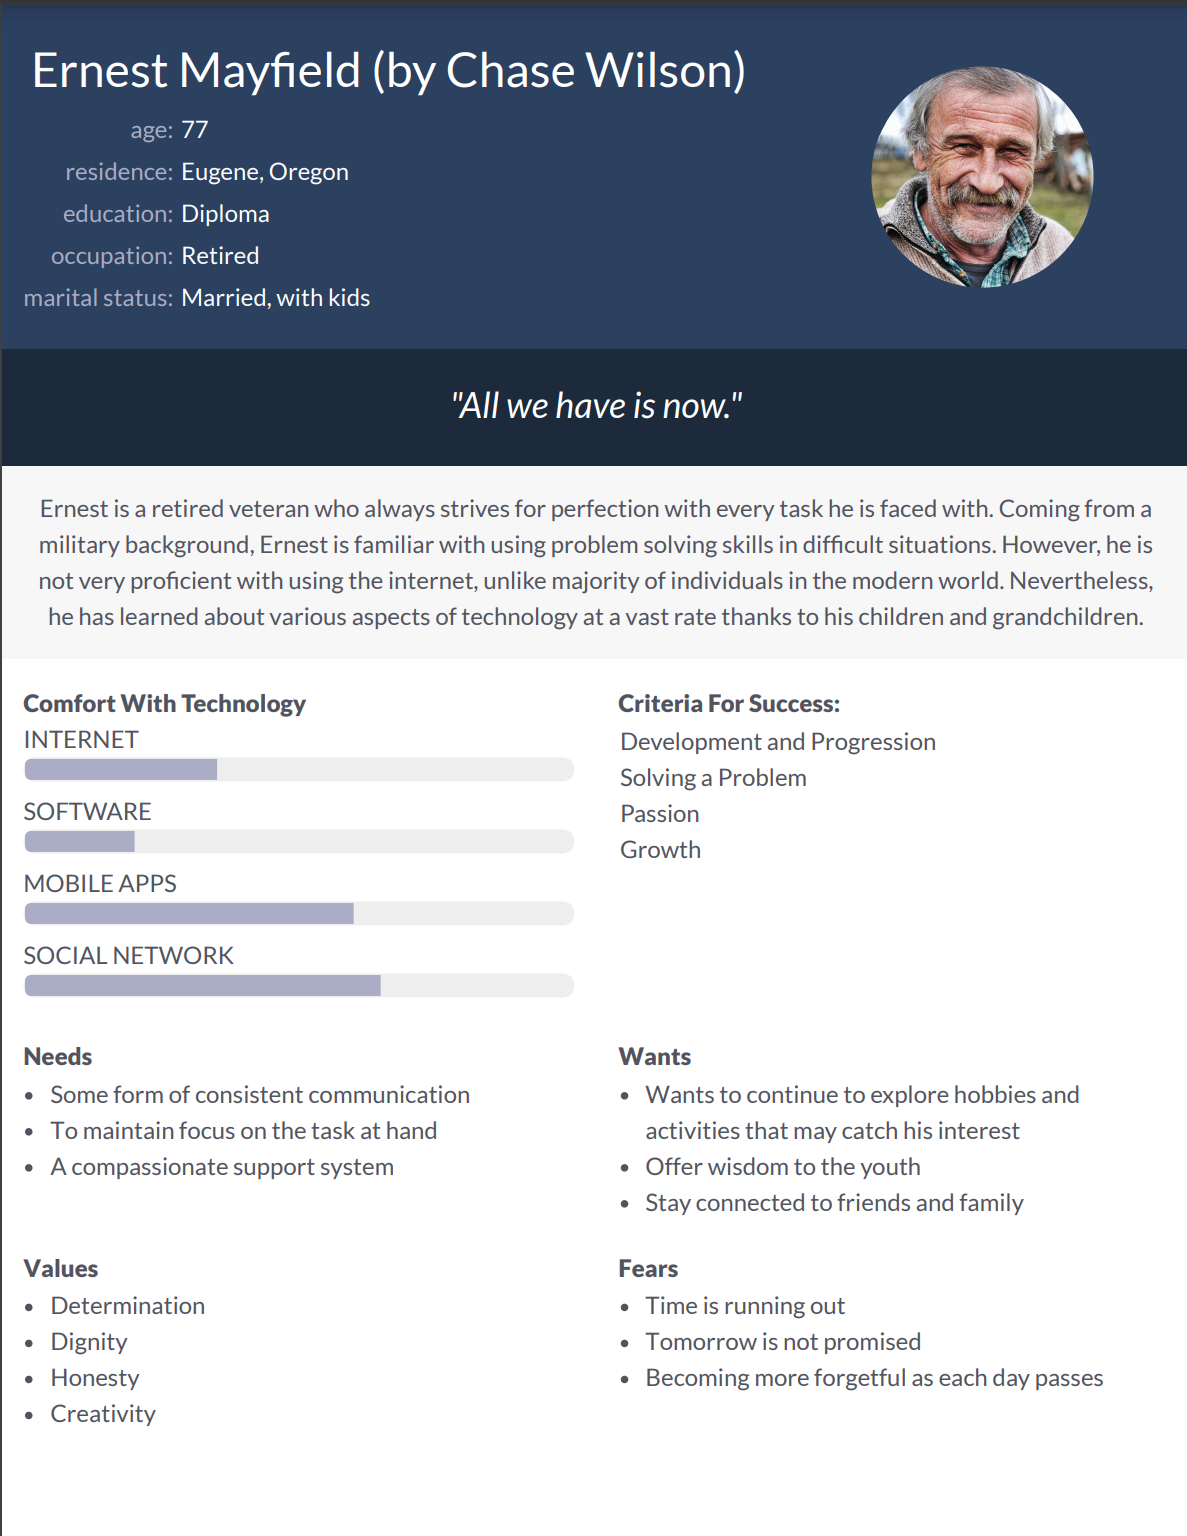 Ernest Mayfield (by Chase Wilson)
age: 77
residence: Eugene, Oregon
education: Diploma
occupation: Retired
marital status: Married, with kids
"All we have is now."
Ernest is a retired veteran who always strives for perfection with every task he is faced with. Coming from a
military background, Ernest is familiar with using problem solving skills in difficult situations. However, he is
not very proficient with using the internet, unlike majority of individuals in the modern world. Nevertheless,
he has learned about various aspects of technology at a vast rate thanks to his children and grandchildren.
Comfort With Technology
INTERNET
SOFTWARE
MOBILE APPS
SOCIAL NETWORK
Criteria For Success:
Development and Progression
Solving a Problem
Passion
Growth
Needs
• Some form of consistent communication
• To maintain focus on the task at hand
• A compassionate support system
Wants
• Wants to continue to explore hobbies and
activities that may catch his interest
• Offer wisdom to the youth
• Stay connected to friends and family
Values
• Determination
• Dignity
• Honesty
• Creativity
Fears
• Time is running out
• Tomorrow is not promised
• Becoming more forgetful as each day passes